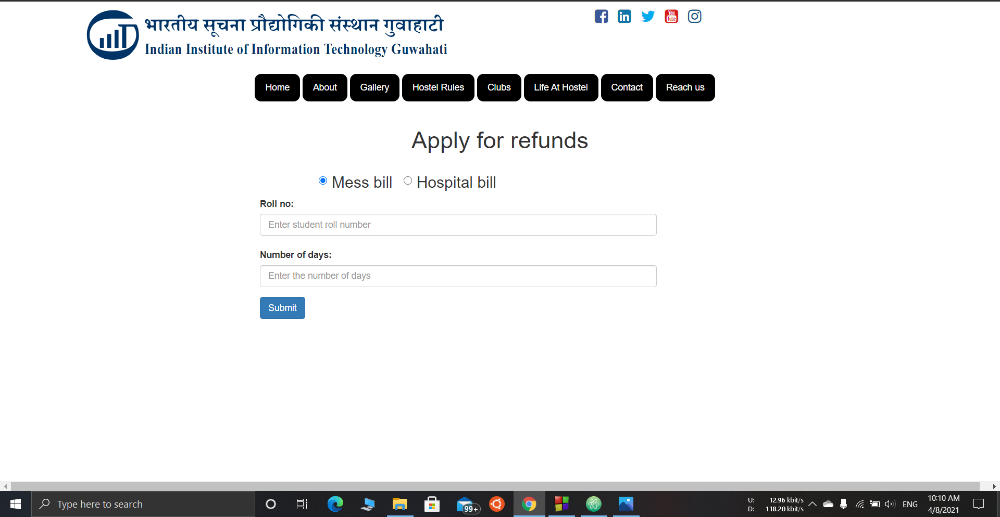 भारतीय सूचना प्रौद्योगिकी संस्थान गुवाहाटी
Indian Institute of Information Technology Guwahati
You
Tube
Home About Gallery Hostel Rules Clubs Life At Hostel Contact Reach us
Apply for refunds
Mess bill Hospital bill
Roll no:
Enter student roll number
Number of days:
Enter the number of days
Submit
Type here to search
99+
U: 12.96 kbit/s
D: 118.20 kbit/s
ENG
10:10 AM
4/8/2021